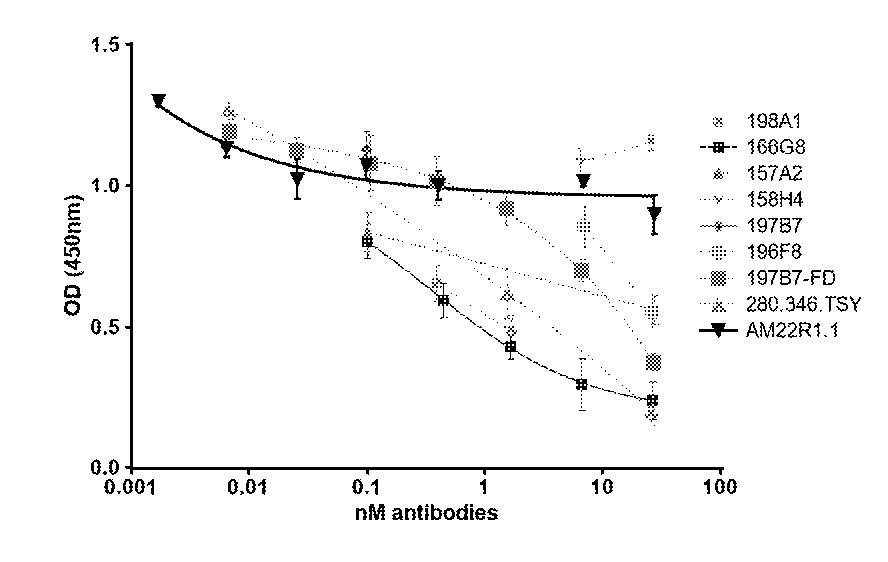 1.5
1.0
0.5
0.0
OD (450nm)
0.001
0.01
0.1
1
10
100
nM antibodies
198A1
166G8
157A2
158H4
197B7
196F8
197B7-FD
280.346.TSY
AM22R1.1